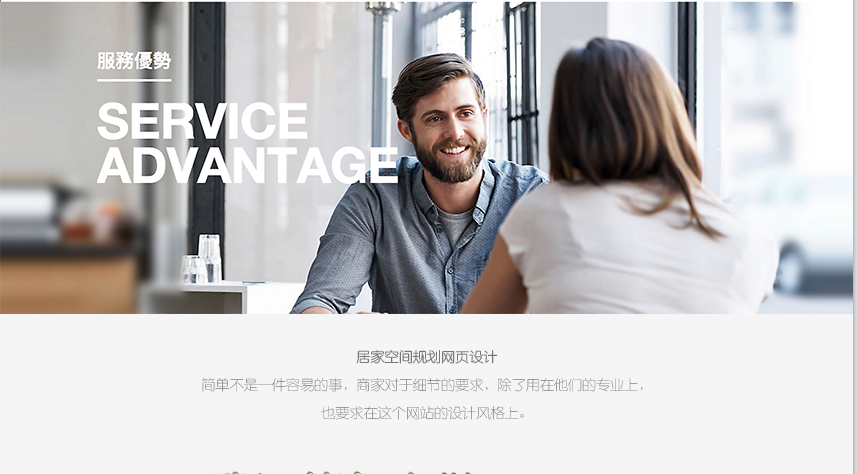 服務優勢
SERVICE
ADVANTAGE
居家空间规划网页设计
简单不是一件容易的事，商家对于细节的要求，除了用在他们的专业上，
也要求在这个网站的设计风格上。